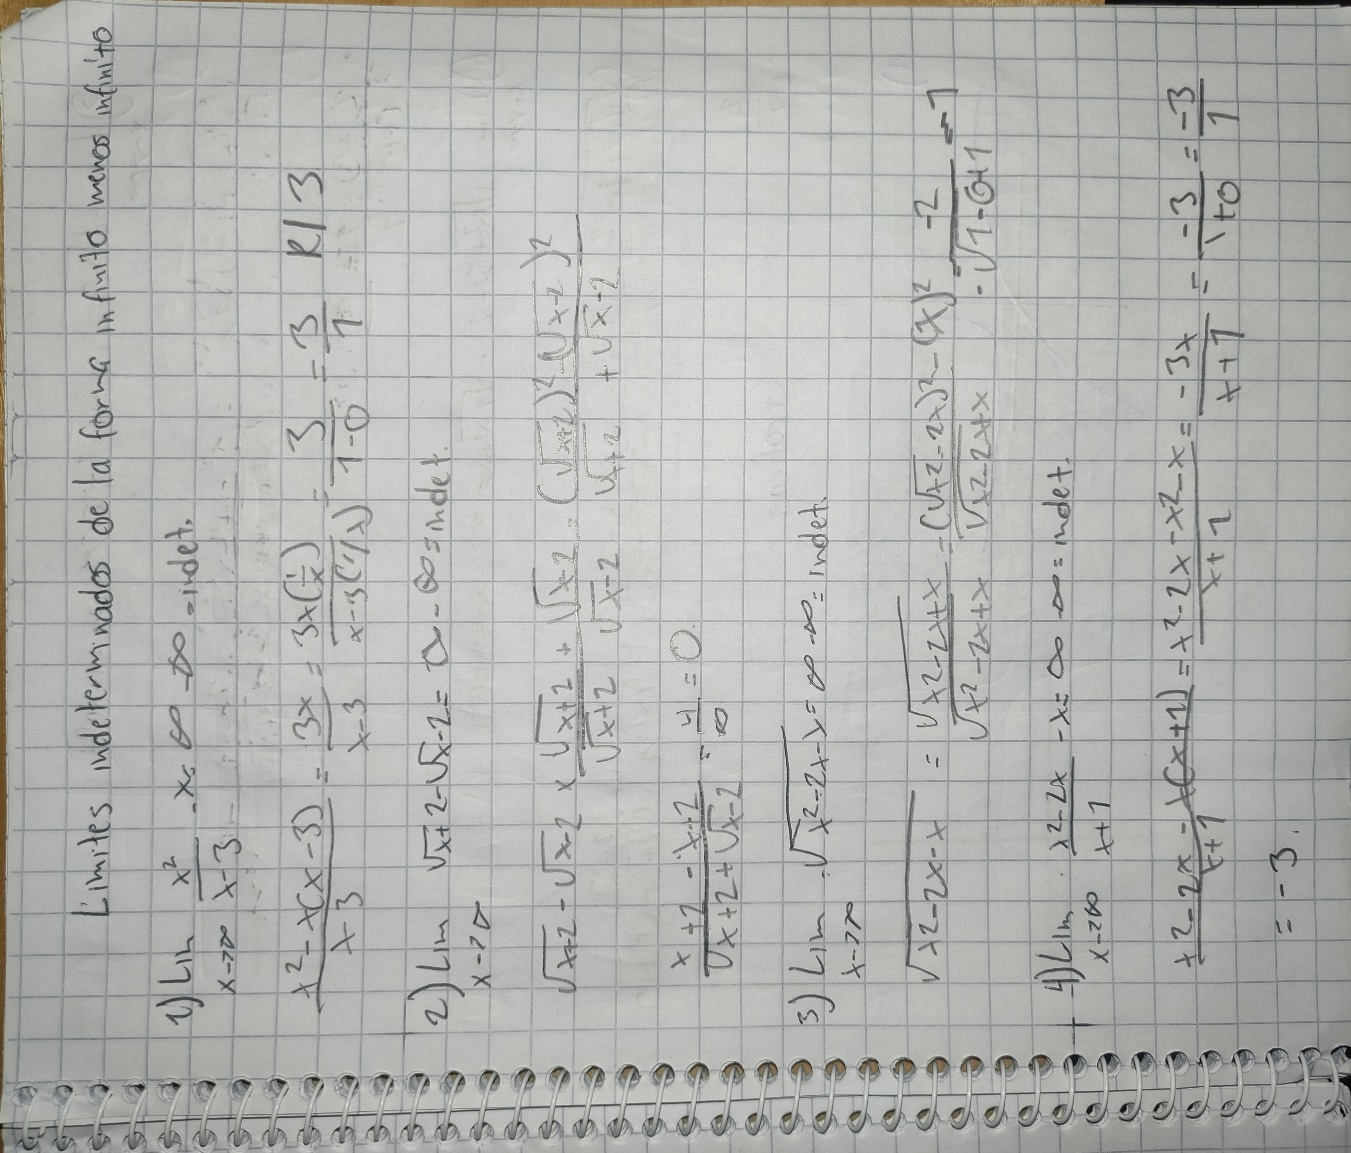 Limites indeterminados de la forma infinito menos infinito
1) Lim x→∞ x²/(x-3) - x = ∞ - ∞ = indet.
(x² - x(x-3))/(x-3) = 3x/(x-3) = 3x(1/x)/(x-3(1/x)) = 3/(1-0) = 3/1 R/ 3
2) Lim x→∞ √x+2 - √x-2 = ∞ - ∞ = indet.
√x+2 - √x-2 x (√x+2 + √x-2)/(√x+2 √x-2) = ((√x+2)² - (√x-2)²)/(√x+2 + √x-2)
(x+2 - x+2)/(√x+2 + √x-2) = 4/∞ = 0.
3) Lim x→∞ √x²-2x-x = ∞ - ∞ = indet.
√x2-2x-x = √x2-2x+x/√x²-2x+x = ((√x2-2x)² - (x)²)/√x2-2x+x = -2/√1-0+1 = -1
4) Lim x→∞ (x²-2x)/(x+1) - x = ∞ - ∞ = indet.
(x2-2x - x(x+1))/(x+1) = (x²-2x-x²-x)/(x+1) = -3x/(x+1) = -3/(1+0) = -3/1
= -3.